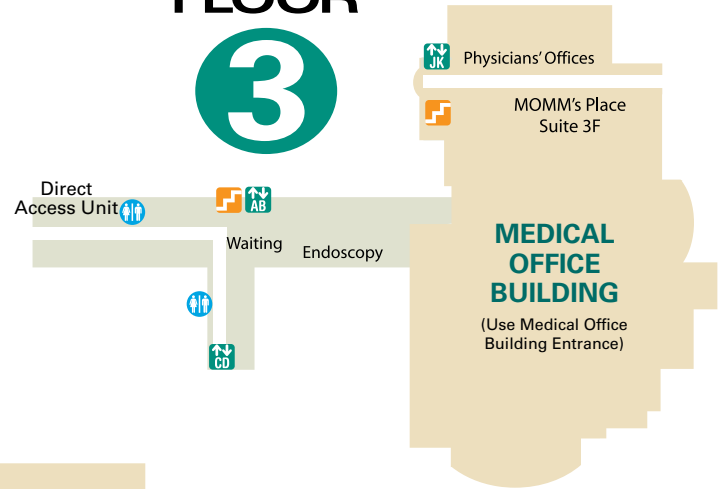 FLOOR
3
JK
Physicians' Offices
MOMM's Place
Suite 3F
Direct
Access Unit
AB
Waiting
Endoscopy
MEDICAL
OFFICE
BUILDING
(Use Medical Office
Building Entrance)
CD